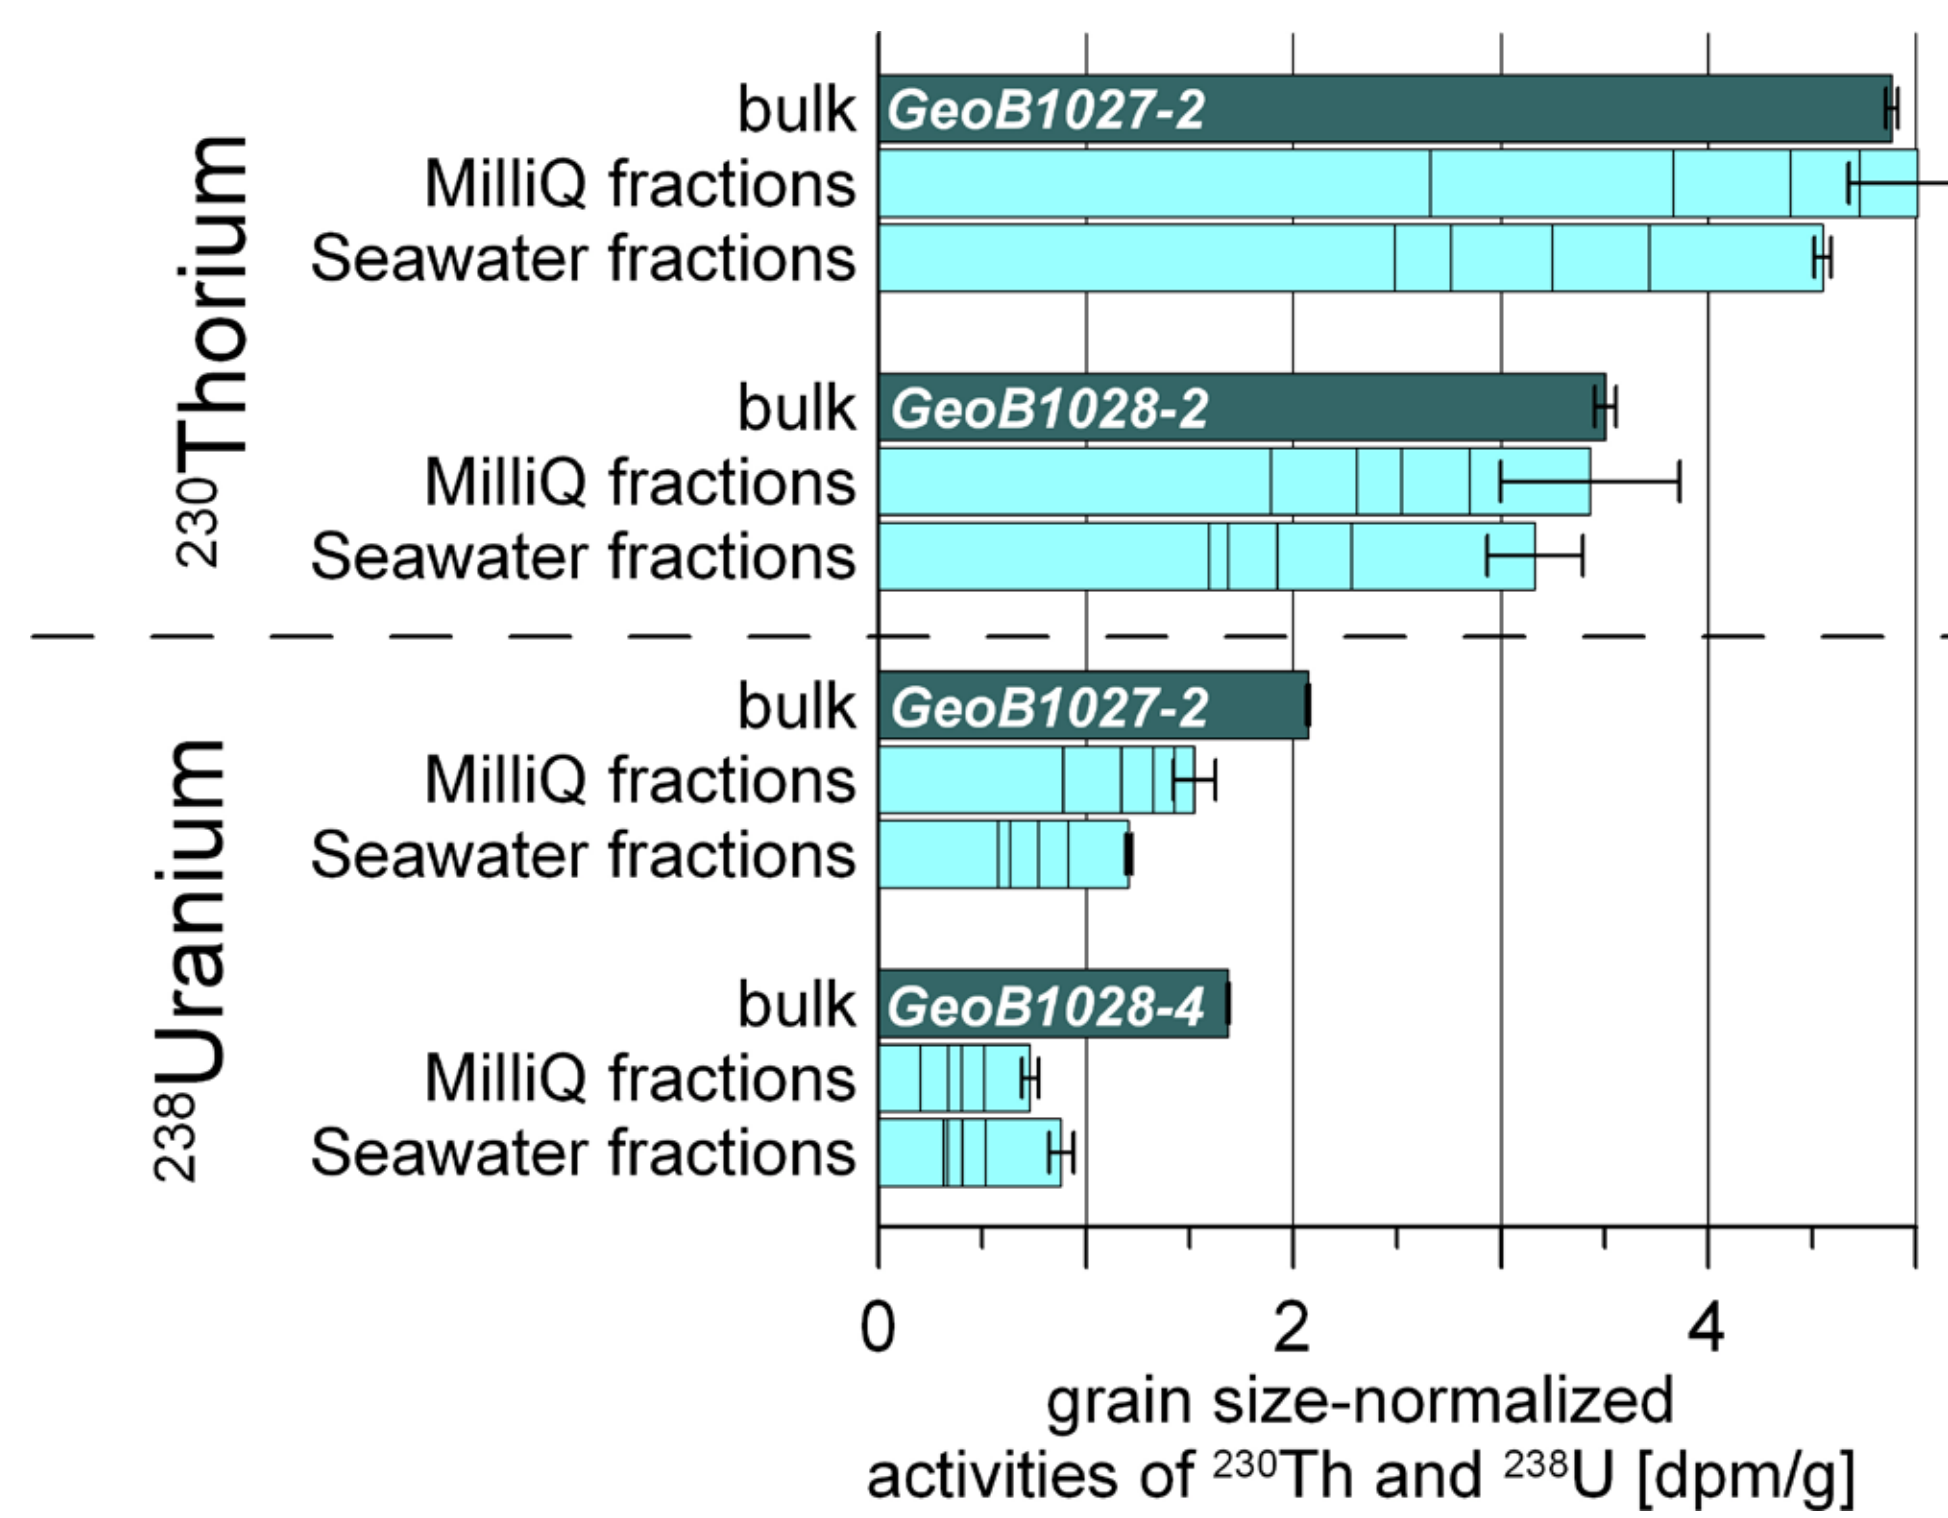 ²³⁰Thorium
bulk GeoB1027-2
MilliQ fractions
Seawater fractions
bulk GeoB1028-2
MilliQ fractions
Seawater fractions
²³⁸Uranium
bulk GeoB1027-2
MilliQ fractions
Seawater fractions
bulk GeoB1028-4
MilliQ fractions
Seawater fractions
0 2 4
grain size-normalized
activities of ²³⁰Th and ²³⁸U [dpm/g]